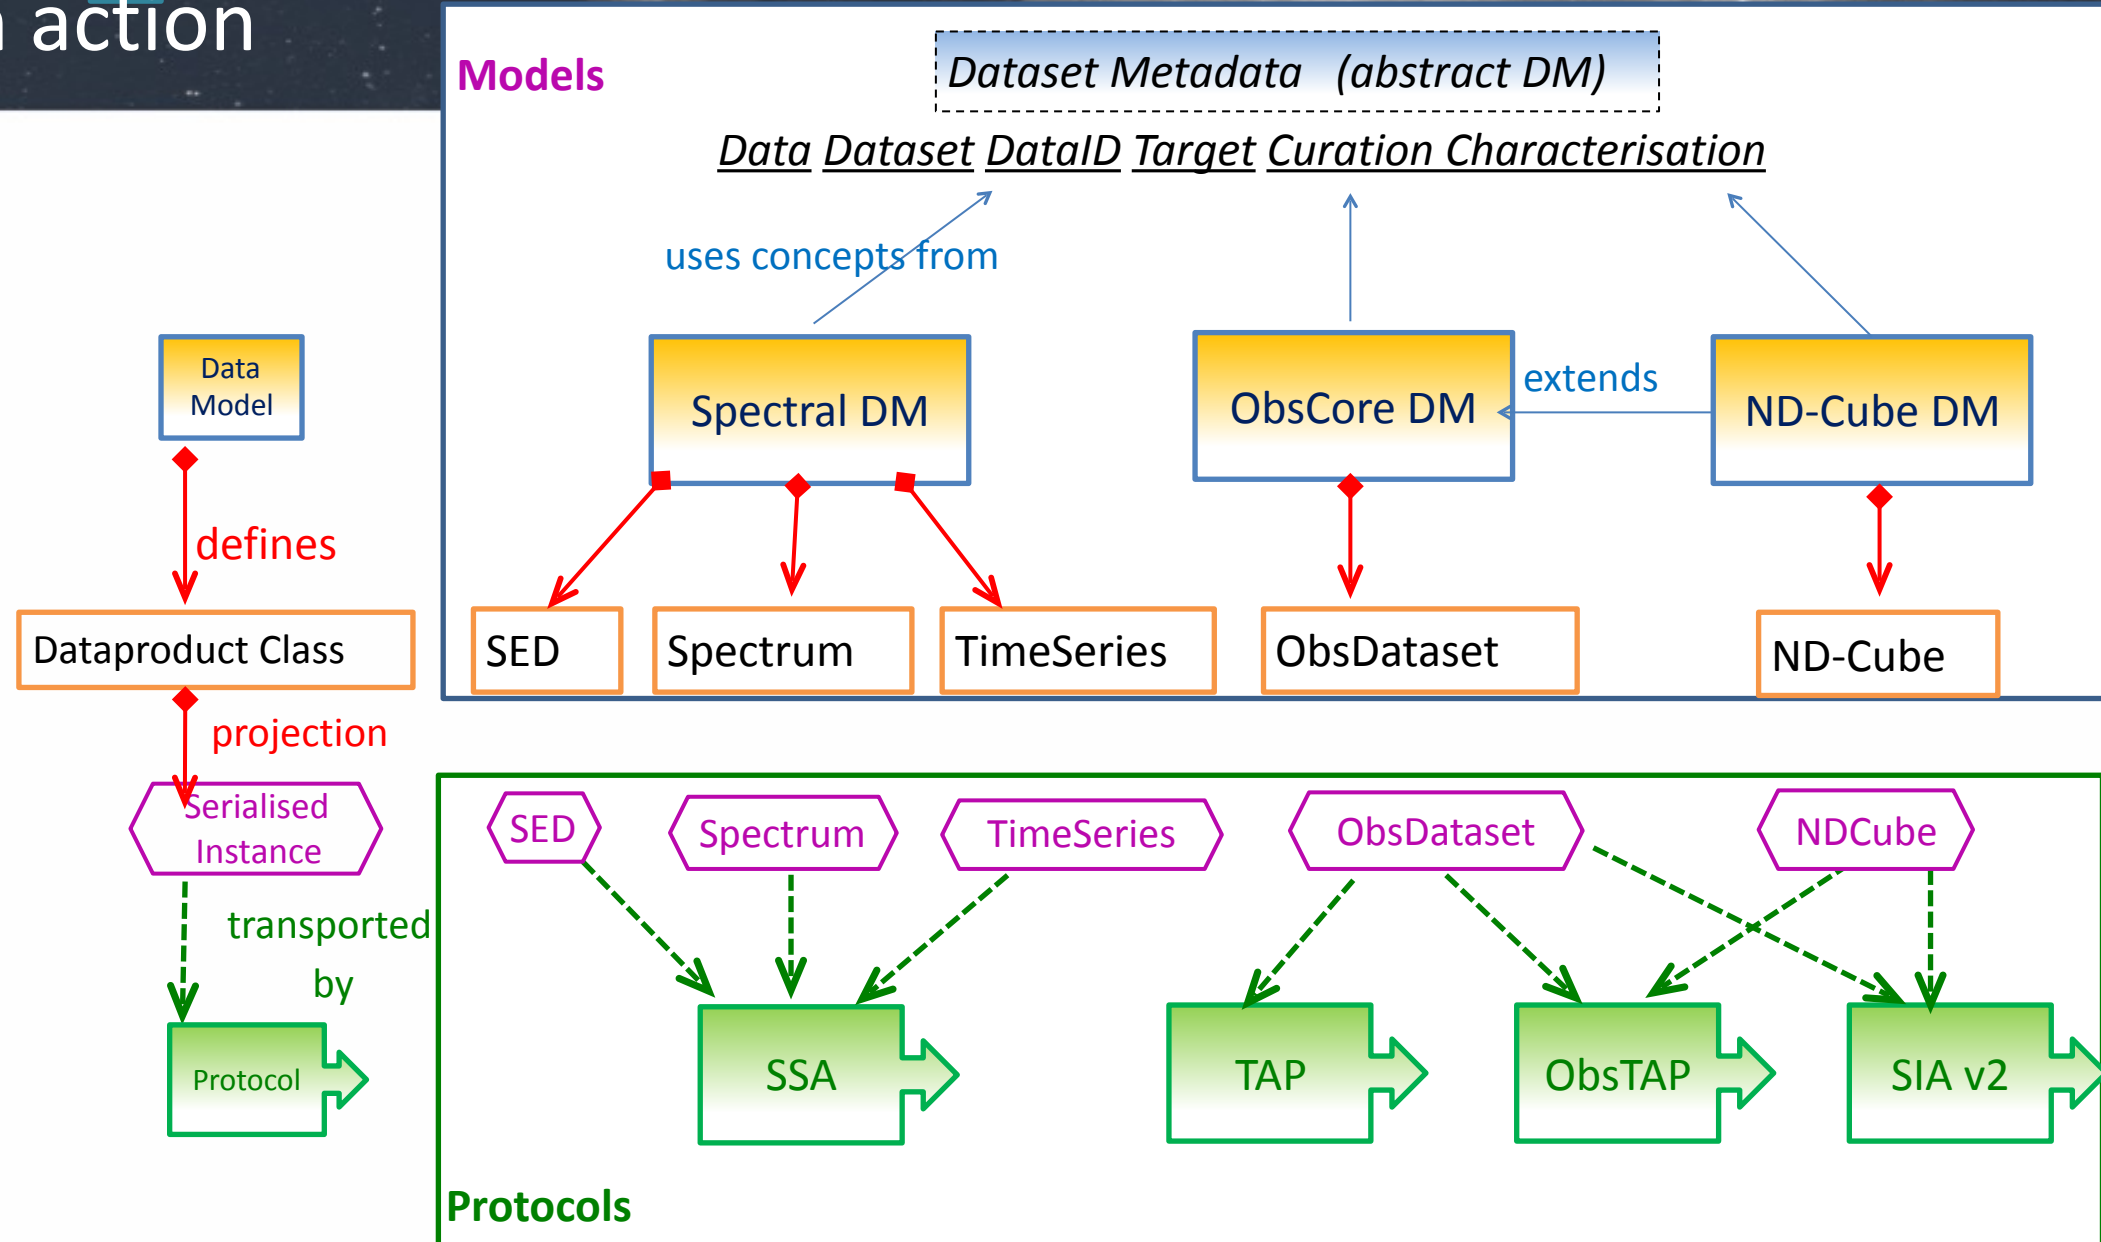 action
Models
Dataset Metadata (abstract DM)
Data Dataset DataID Target Curation Characterisation
uses concepts from
Data
Model
Spectral DM
ObsCore DM
extends
ND-Cube DM
defines
Dataproduct Class
SED
Spectrum
TimeSeries
ObsDataset
ND-Cube
projection
Serialised
Instance
SED
Spectrum
TimeSeries
ObsDataset
NDCube
transported
by
Protocol
SSA
TAP
ObsTAP
SIA v2
Protocols